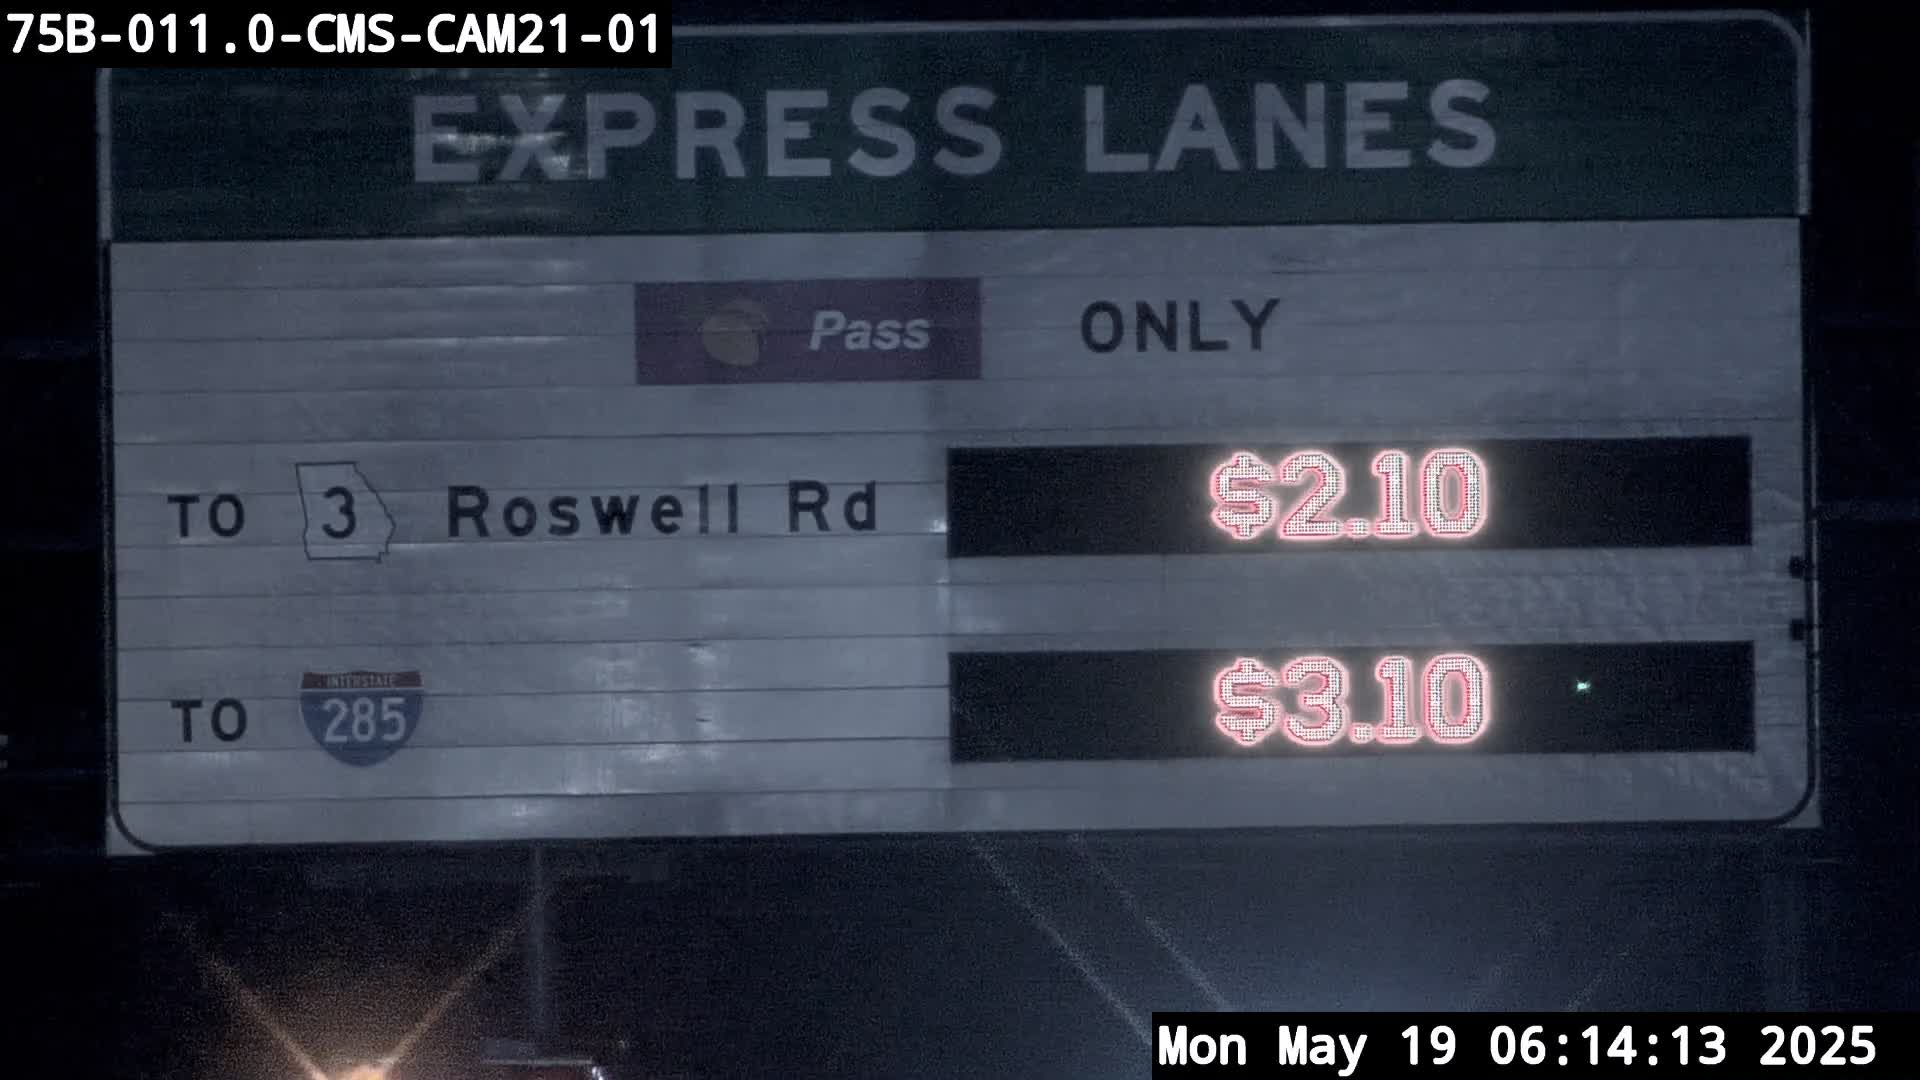 75B-011.0-CMS-CAM21-01
EXPRESS LANES
Pass ONLY
TO 3 Roswell Rd $2.10
INTERSTATE
TO 285 $3.10
Mon May 19 06:14:13 2025